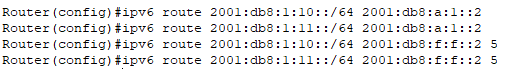 Router(config)#ipv6 route 2001:db8:1:10::/64 2001:db8:a:1::2
Router(config)#ipv6 route 2001:db8:1:11::/64 2001:db8:a:1::2
Router(config)#ipv6 route 2001:db8:1:10::/64 2001:db8:f:f::2 5
Router(config)#ipv6 route 2001:db8:1:11::/64 2001:db8:f:f::2 5